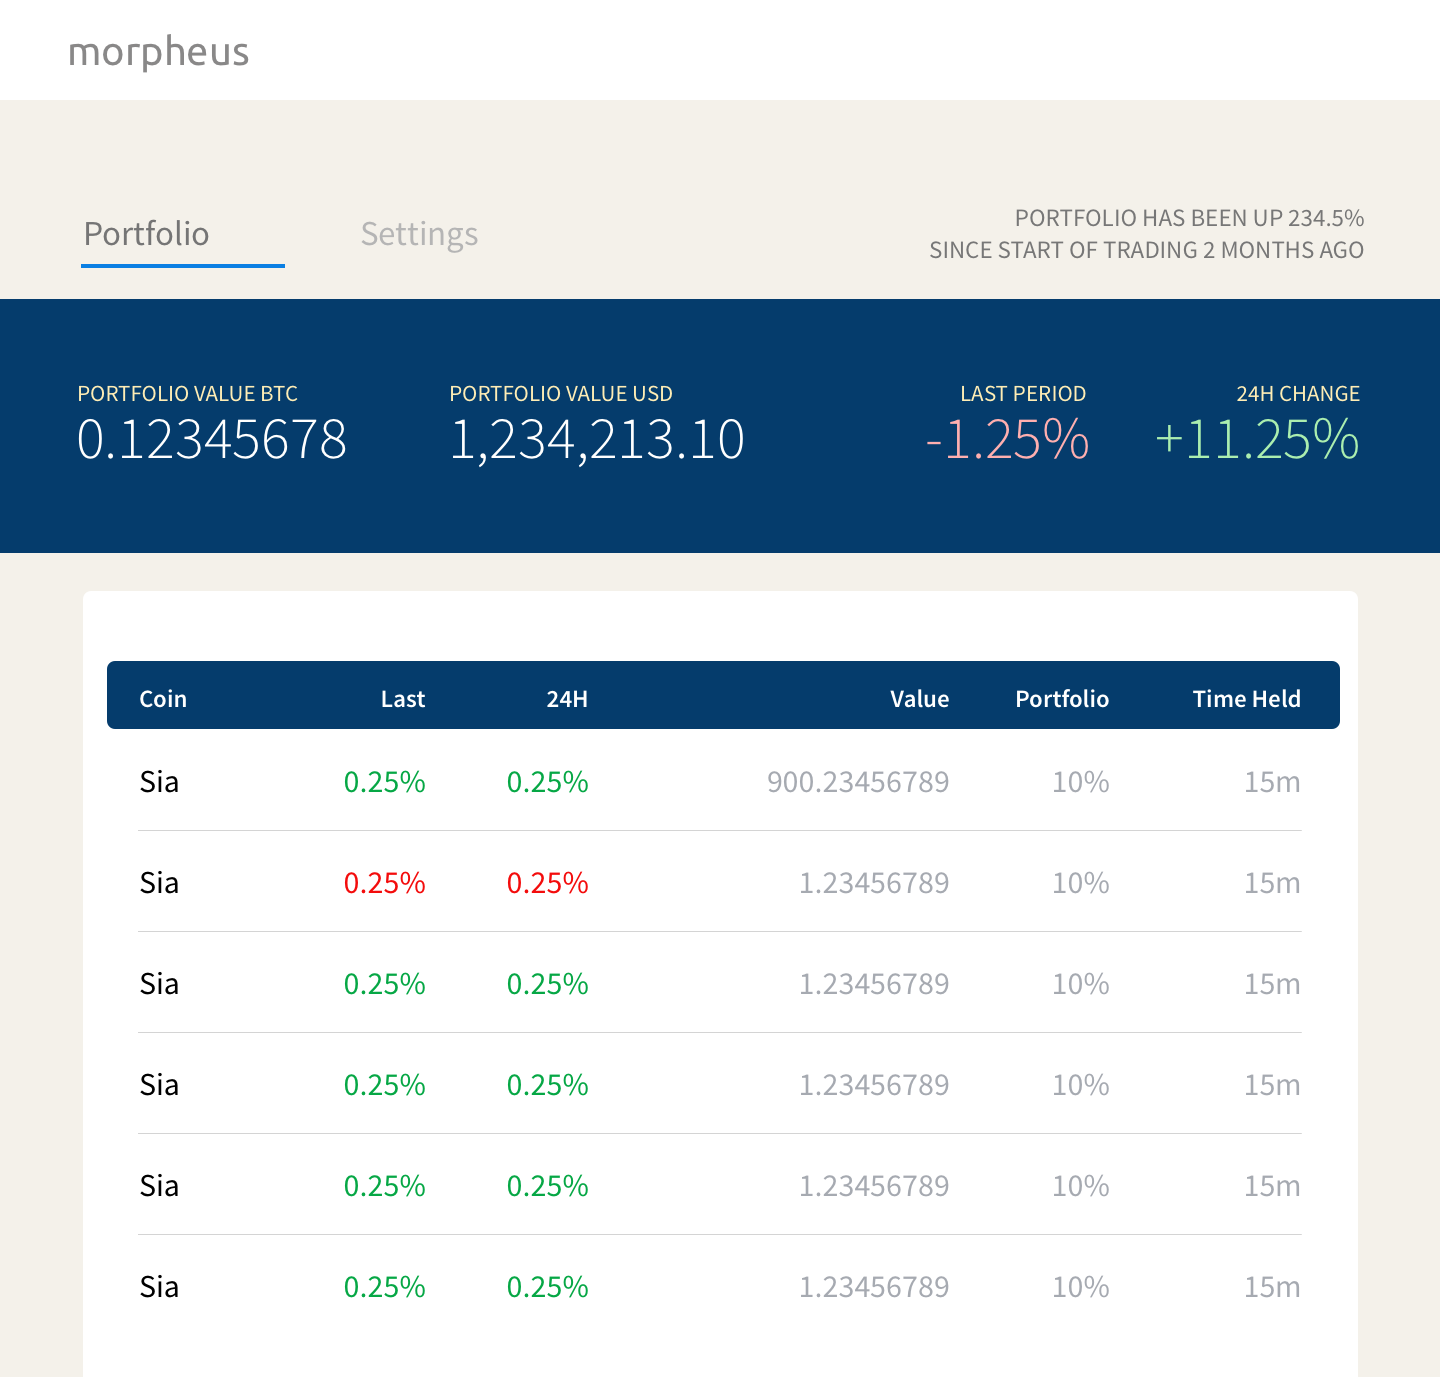 morpheus
Portfolio Settings
PORTFOLIO HAS BEEN UP 234.5%
SINCE START OF TRADING 2 MONTHS AGO
PORTFOLIO VALUE BTC PORTFOLIO VALUE USD LAST PERIOD 24H CHANGE
0.12345678 1,234,213.10 -1.25% +11.25%
Coin Last 24H Value Portfolio Time Held
Sia 0.25% 0.25% 900.23456789 10% 15m
Sia 0.25% 0.25% 1.23456789 10% 15m
Sia 0.25% 0.25% 1.23456789 10% 15m
Sia 0.25% 0.25% 1.23456789 10% 15m
Sia 0.25% 0.25% 1.23456789 10% 15m
Sia 0.25% 0.25% 1.23456789 10% 15m